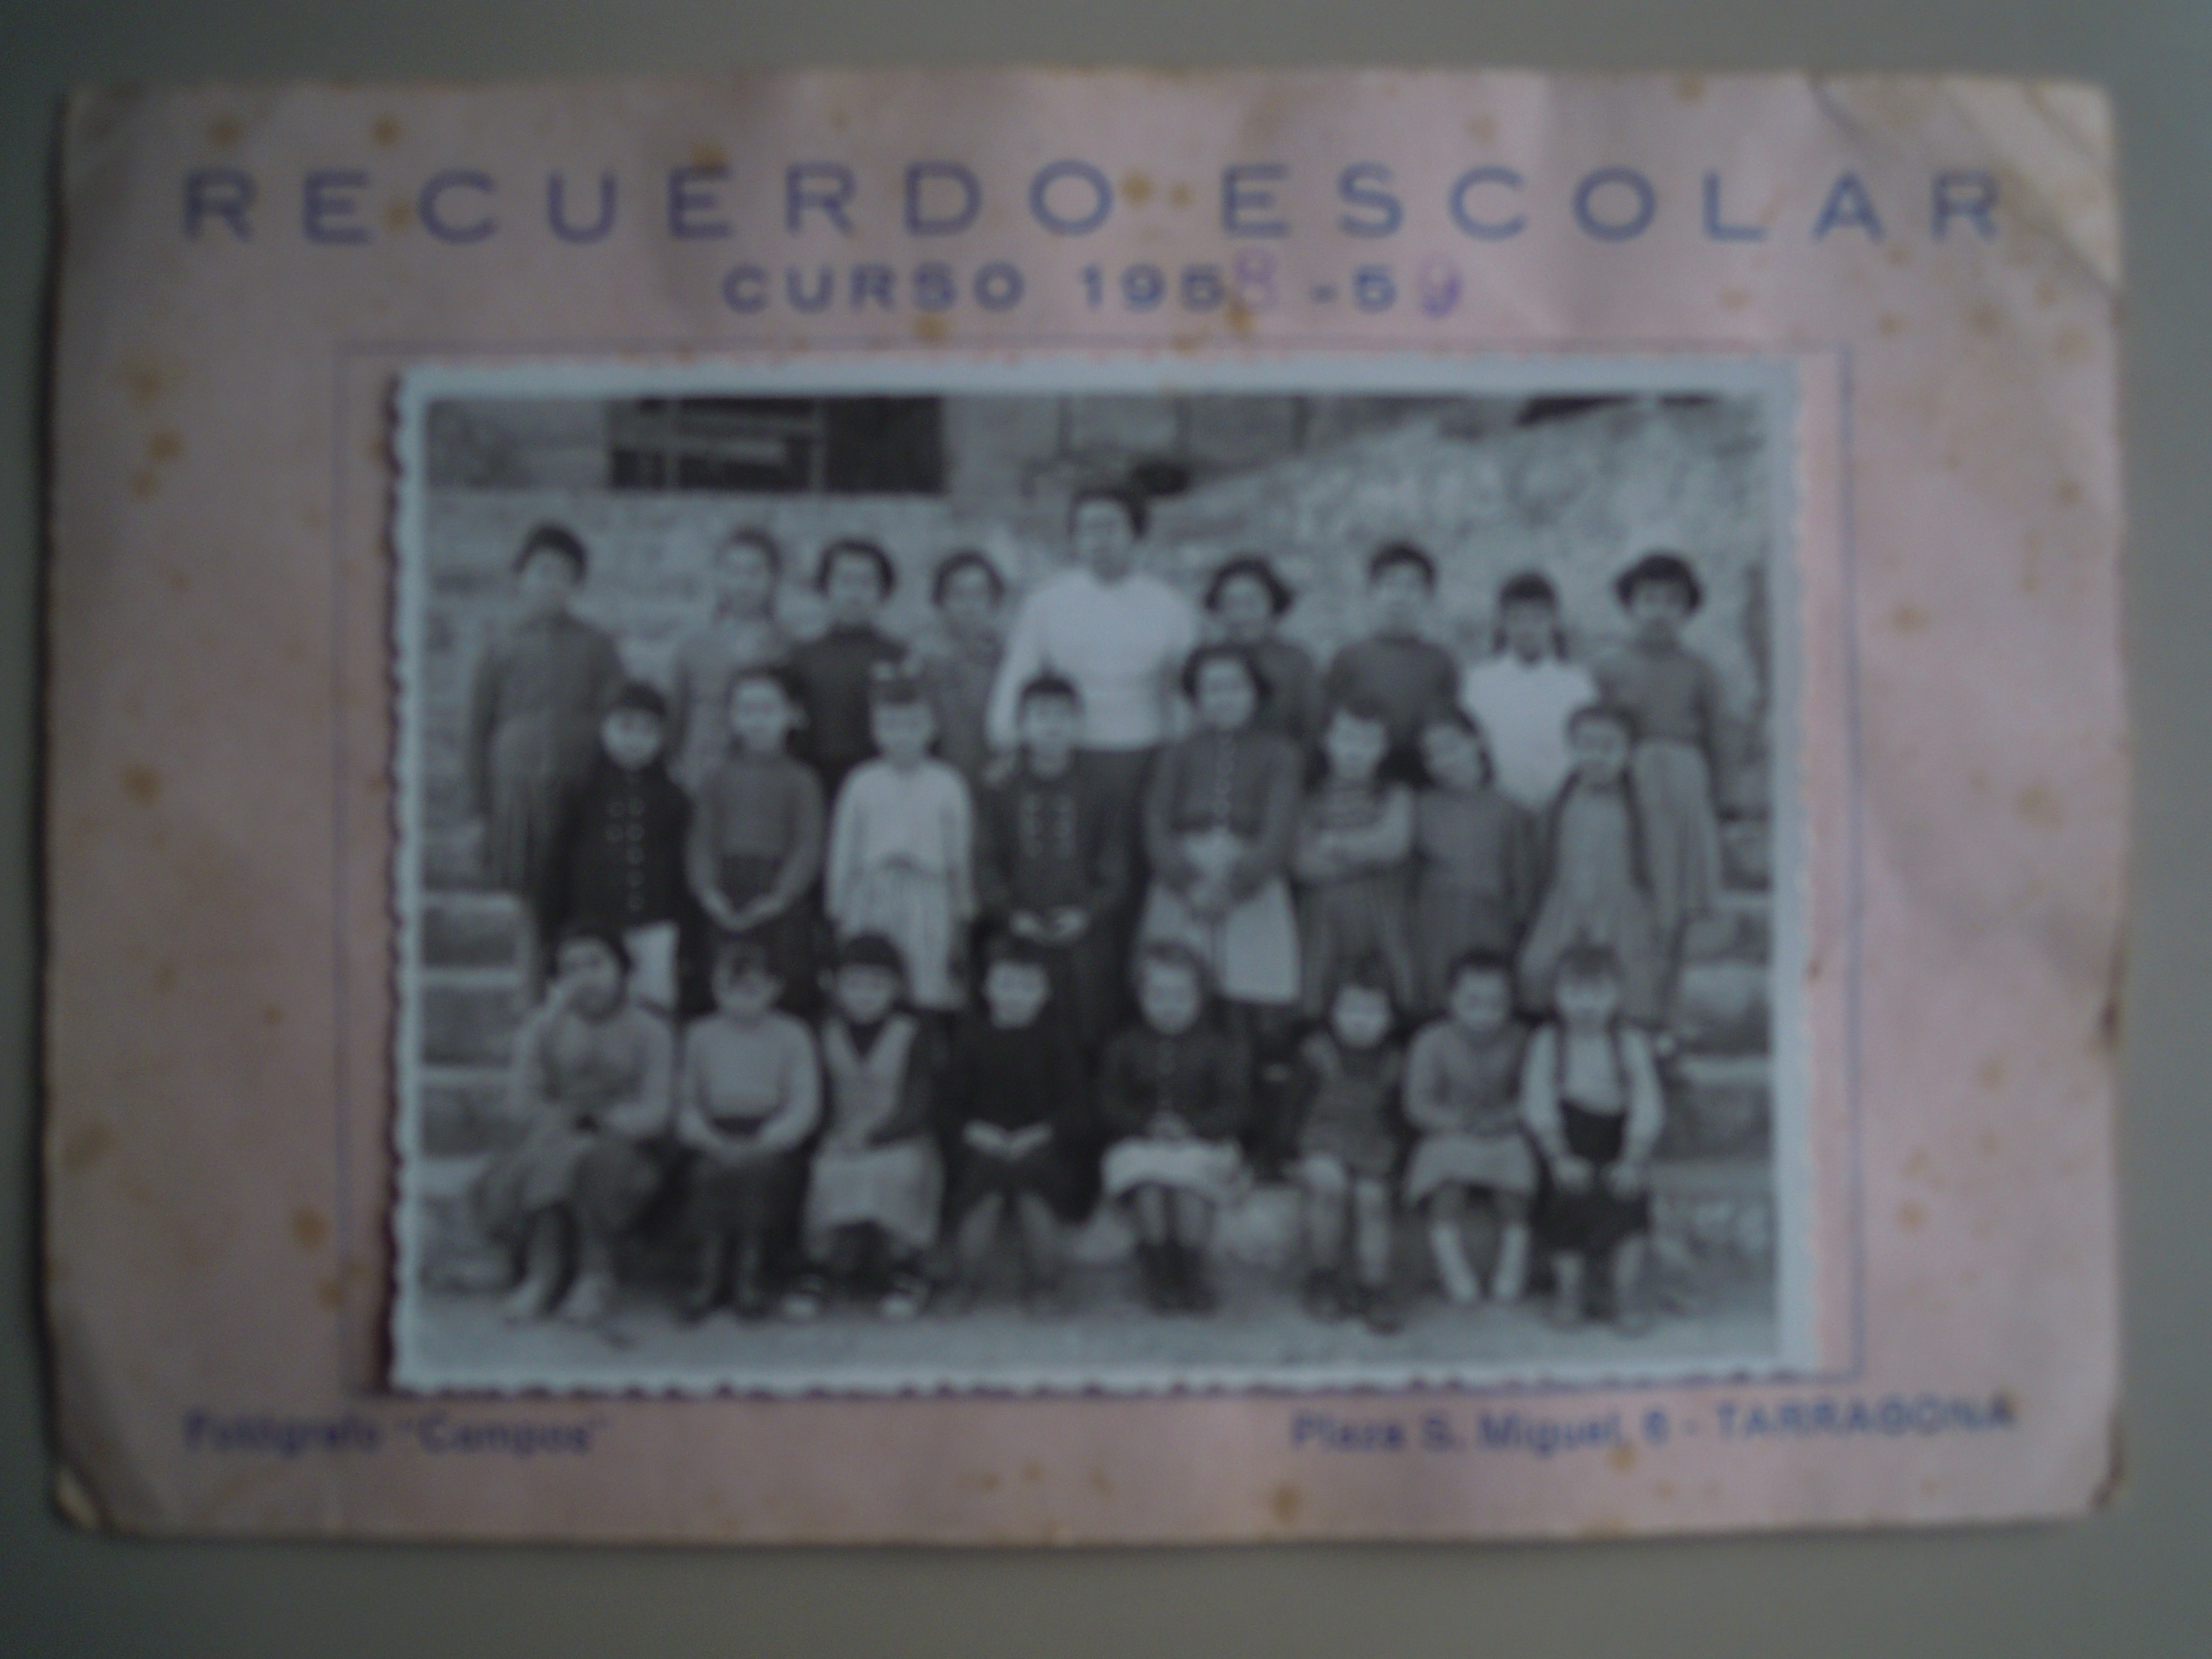 RECUERDO ESCOLAR
CURSO 1958-59
Fotógrafo "Campos"
Plaza S. Miguel, 8 - TARRAGONA